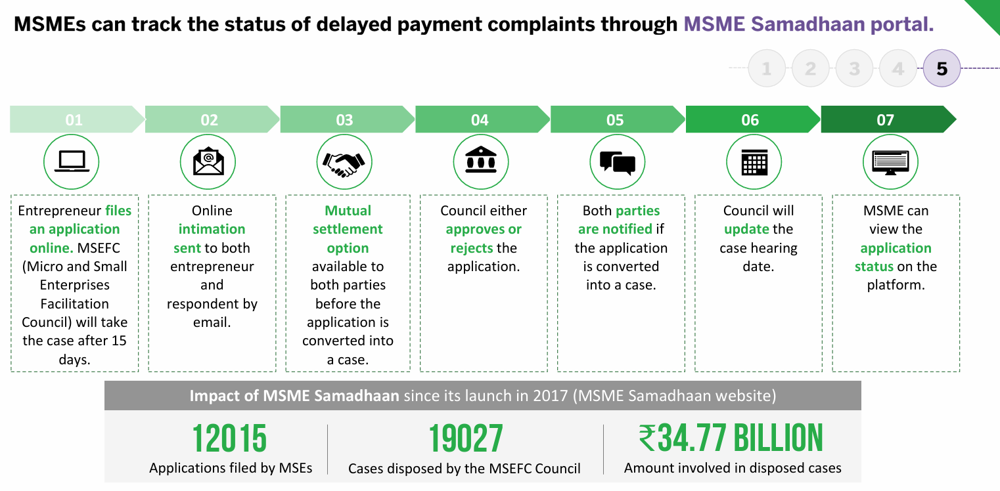 MSMEs can track the status of delayed payment complaints through MSME Samadhaan portal.
1 2 3 4 5
01 02 03 04 05 06 07
@
Entrepreneur files
an application
online. MSEFC
(Micro and Small
Enterprises
Facilitation
Council) will take
the case after 15
days.
Online
intimation
sent to both
entrepreneur
and
respondent by
email.
Mutual
settlement
option
available to
both parties
before the
application is
converted into
a case.
Council either
approves or
rejects the
application.
Both parties
are notified if
the application
is converted
into a case.
Council will
update the
case hearing
date.
MSME can
view the
application
status on the
platform.
Impact of MSME Samadhaan since its launch in 2017 (MSME Samadhaan website)
12015
Applications filed by MSEs
19027
Cases disposed by the MSEFC Council
₹34.77 BILLION
Amount involved in disposed cases